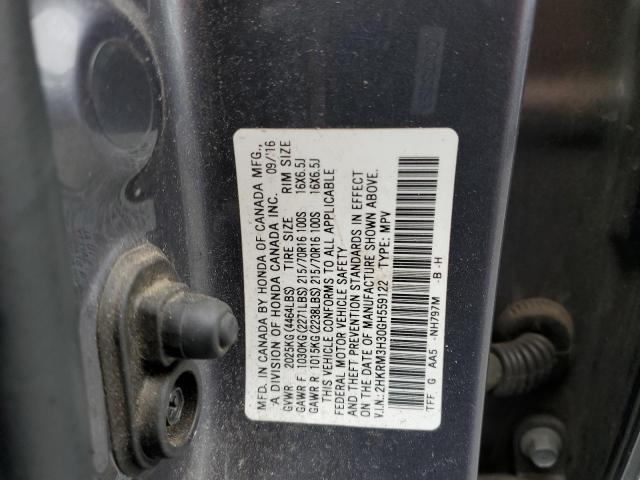 MFD. IN CANADA BY HONDA OF CANADA MFG.,
A DIVISION OF HONDA CANADA INC. 09/16
GVWR 2025KG(4464LBS) TIRE SIZE RIM SIZE
GAWR F 1030KG(2271LBS) 215/70R16 100S 16X6.5J
GAWR R 1015KG(2238LBS) 215/70R16 100S 16X6.5J
THIS VEHICLE CONFORMS TO ALL APPLICABLE
FEDERAL MOTOR VEHICLE SAFETY
AND THEFT PREVENTION STANDARDS IN EFFECT
ON THE DATE OF MANUFACTURE SHOWN ABOVE.
V.I.N.: 2HKRM3H30GH559122 TYPE: MPV
TFF G AA5 -NH797M -B-H